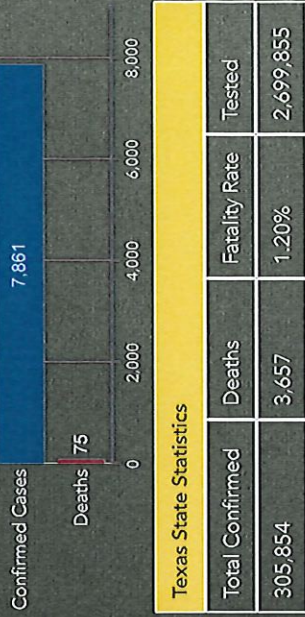 Confirmed Cases 7,861
Deaths 75
0 2,000 4,000 6,000 8,000
Texas State Statistics
Total Confirmed Deaths Fatality Rate Tested
305,854 3,657 1.20% 2,699,855